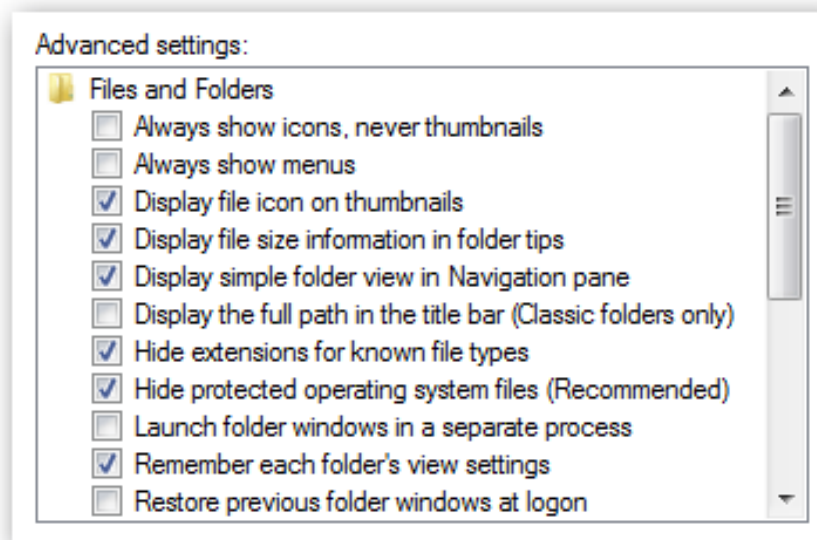 Advanced settings:
Files and Folders
Always show icons, never thumbnails
Always show menus
Display file icon on thumbnails
Display file size information in folder tips
Display simple folder view in Navigation pane
Display the full path in the title bar (Classic folders only)
Hide extensions for known file types
Hide protected operating system files (Recommended)
Launch folder windows in a separate process
Remember each folder's view settings
Restore previous folder windows at logon